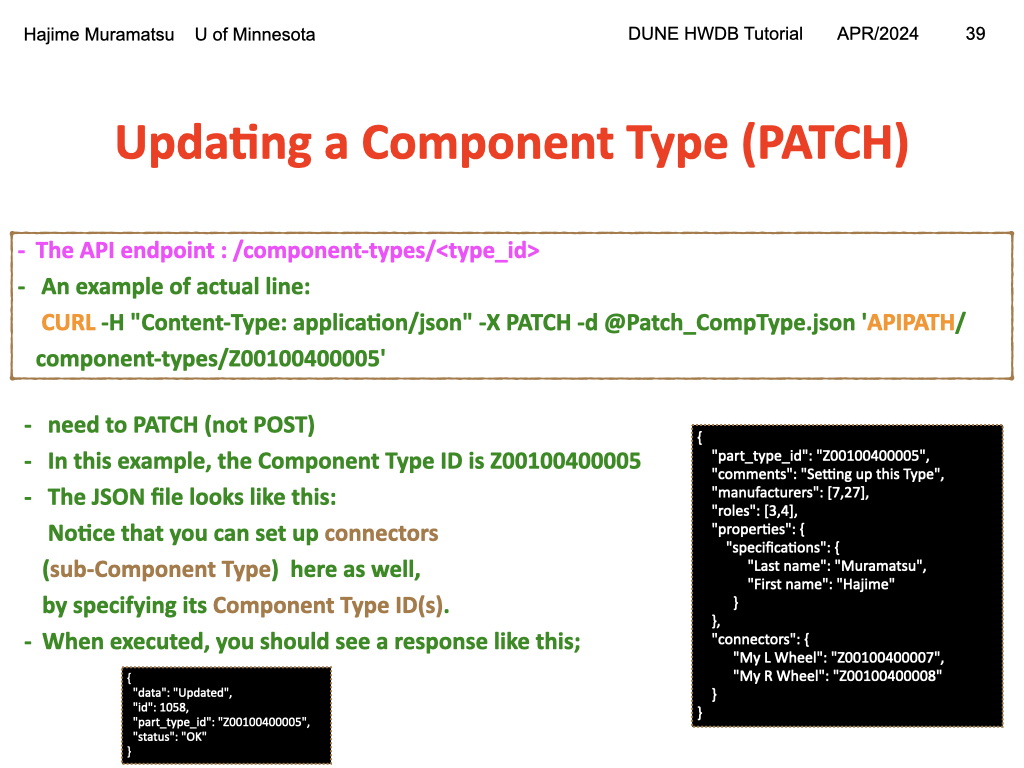 Hajime Muramatsu U of Minnesota
DUNE HWDB Tutorial APR/2024 39
Updating a Component Type (PATCH)
- The API endpoint : /component-types/<type_id>
- An example of actual line:
CURL -H "Content-Type: application/json" -X PATCH -d @Patch_CompType.json 'APIPATH/
component-types/Z00100400005'
- need to PATCH (not POST)
- In this example, the Component Type ID is Z00100400005
- The JSON file looks like this:
Notice that you can set up connectors
(sub-Component Type) here as well,
by specifying its Component Type ID(s).
- When executed, you should see a response like this;
{
"data": "Updated",
"id": 1058,
"part_type_id": "Z00100400005",
"status": "OK"
}
{
"part_type_id": "Z00100400005",
"comments": "Setting up this Type",
"manufacturers": [7,27],
"roles": [3,4],
"properties": {
"specifications": {
"Last name": "Muramatsu",
"First name": "Hajime"
}
},
"connectors": {
"My L Wheel": "Z00100400007",
"My R Wheel": "Z00100400008"
}
}